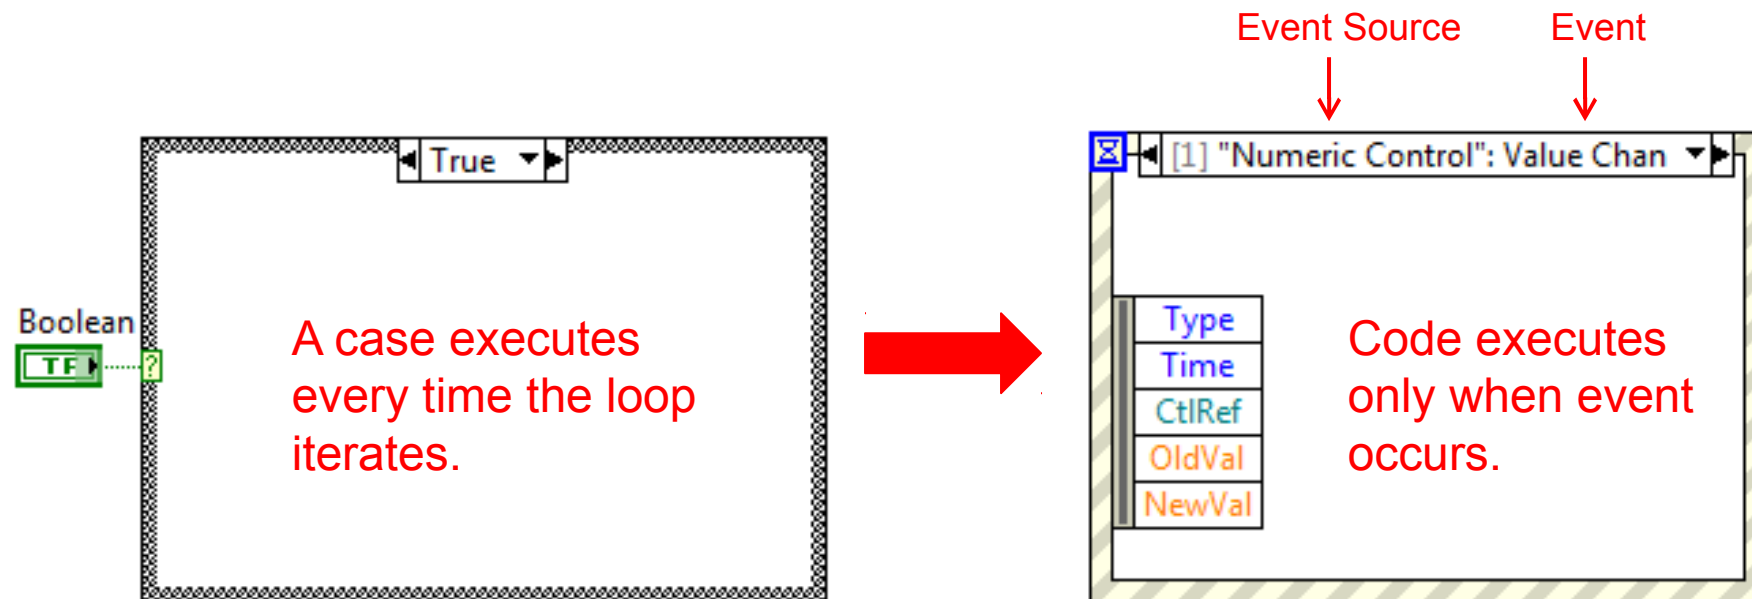 Event Source
Event
True
[1] "Numeric Control": Value Chan
Boolean
TF
?
A case executes
every time the loop
iterates.
Type
Time
CtlRef
OldVal
NewVal
Code executes
only when event
occurs.